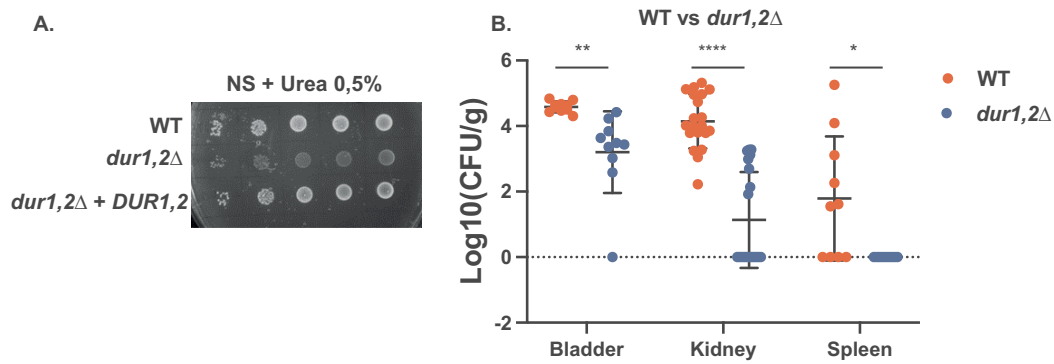 A.
NS + Urea 0,5%
WT
dur1,2Δ
dur1,2Δ + DUR1,2
B.
WT vs dur1,2Δ
Log10(CFU/g)
6
4
2
0
-2
**
****
*
Bladder
Kidney
Spleen
WT
dur1,2Δ